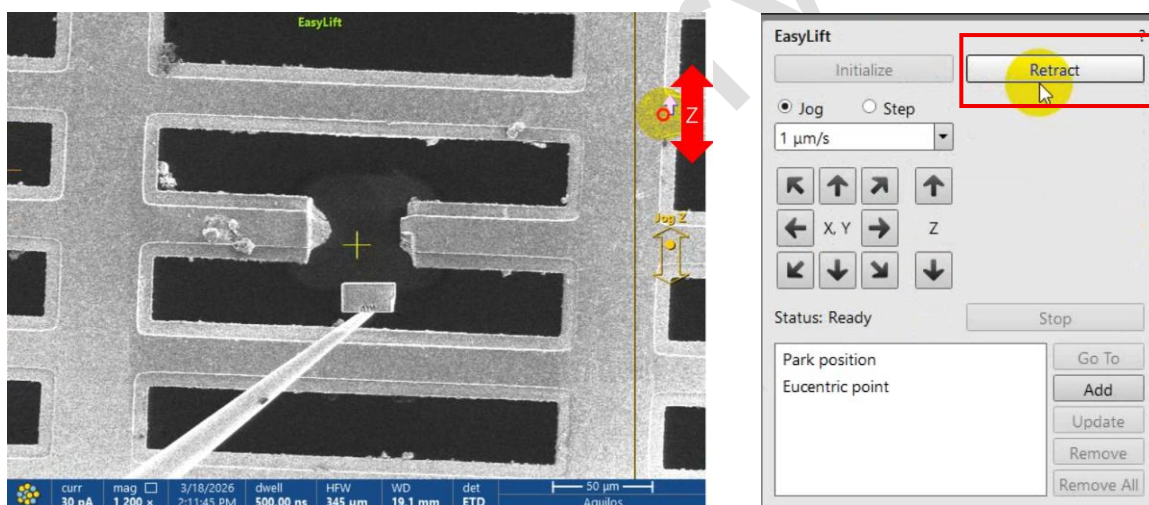 EasyLift
Z
Jog Z
curr mag 3/18/2026 dwell HFW WD det 50 µm
30 pA 1 200 x 2:11:45 PM 500.00 ns 345 µm 19.1 mm ETD Aquilos
EasyLift ?
Initialize Retract
Jog Step
1 µm/s
X, Y Z
Status: Ready Stop
Park position Go To
Eucentric point Add
Update
Remove
Remove All